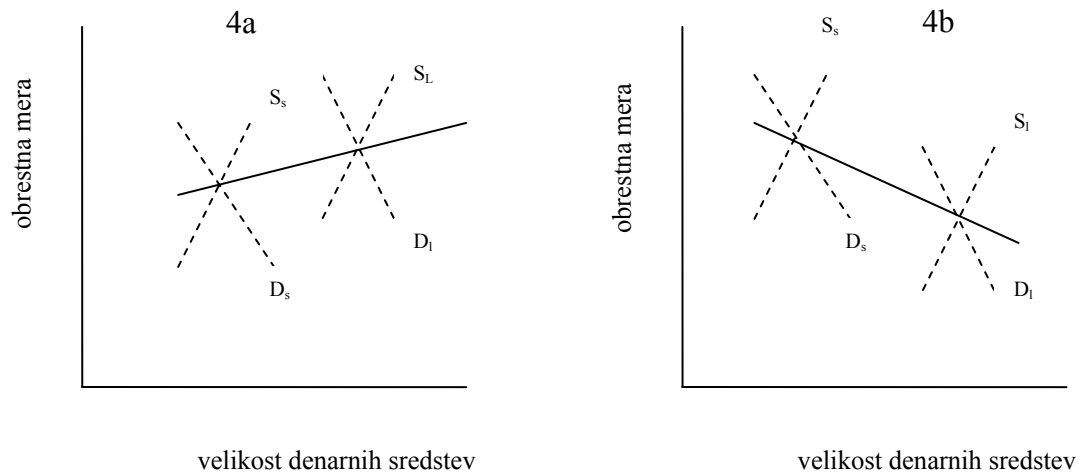 4a
obrestna mera
S_s
S_L
D_l
D_s
velikost denarnih sredstev
4b
obrestna mera
S_s
S_l
D_s
D_l
velikost denarnih sredstev